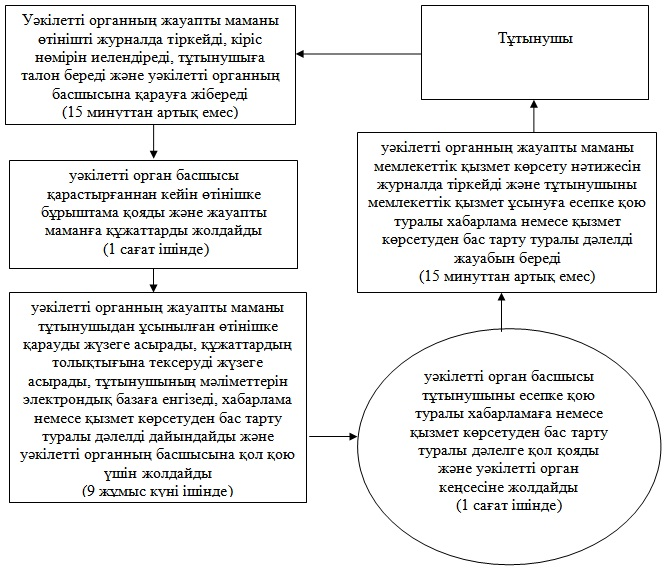 Тұтынушы
Уәкілетті органның жауапты маманы
өтінішті журналда тіркейді, кіріс
нөмірін иелендіреді, тұтынушыға
талон береді және уәкілетті органның
басшысына қарауға жібереді
(15 минуттан артық емес)
уәкілетті орган басшысы
қарастырғаннан кейін өтінішке
бұрыштама қояды және жауапты
маманға құжаттарды жолдайды
(1 сағат ішінде)
уәкілетті органның жауапты маманы
тұтынушыдан ұсынылған өтінішке
қарауды жүзеге асырады, құжаттардың
толықтығына тексеруді жүзеге
асырады, тұтынушының мәліметтерін
электрондық базаға енгізеді, хабарлама
немесе қызмет көрсетуден бас тарту
туралы дәлелді дайындайды және
уәкілетті органның басшысына қол қою
үшін жолдайды
(9 жұмыс күні ішінде)
уәкілетті орган басшысы
тұтынушыны есепке қою
туралы хабарламаға немесе
қызмет көрсетуден бас тарту
туралы дәлелге қол қояды
және уәкілетті орган
кеңсесіне жолдайды
(1 сағат ішінде)
уәкілетті органның жауапты маманы
мемлекеттік қызмет көрсету нәтижесін
журналда тіркейді және тұтынушыны
мемлекеттік қызмет ұсынуға есепке қою
туралы хабарлама немесе қызмет
көрсетуден бас тарту туралы дәлелді
жауабын береді
(15 минуттан артық емес)